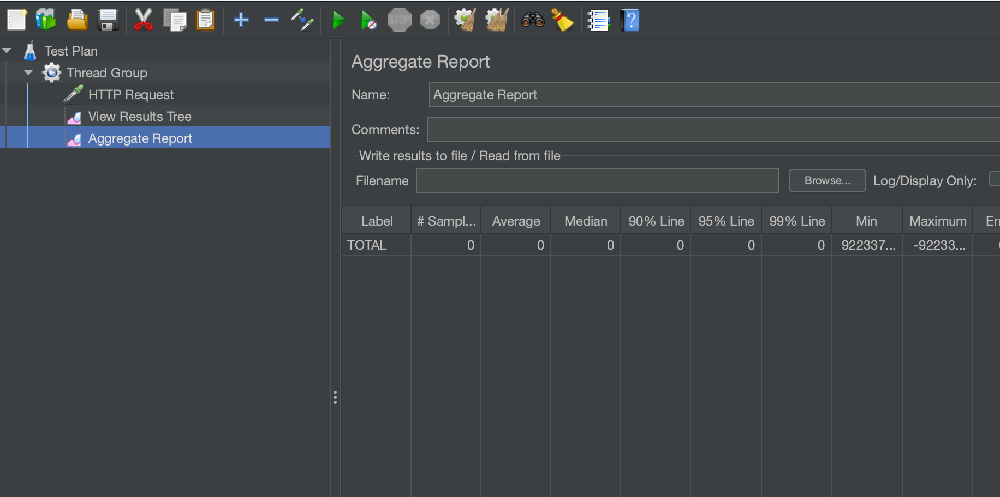 STOP
Test Plan
Thread Group
HTTP Request
View Results Tree
Aggregate Report
Aggregate Report
Name: Aggregate Report
Comments:
Write results to file / Read from file
Filename Browse... Log/Display Only:
Label # Sampl... Average Median 90% Line 95% Line 99% Line Min Maximum Err
TOTAL 0 0 0 0 0 0 922337... -92233...